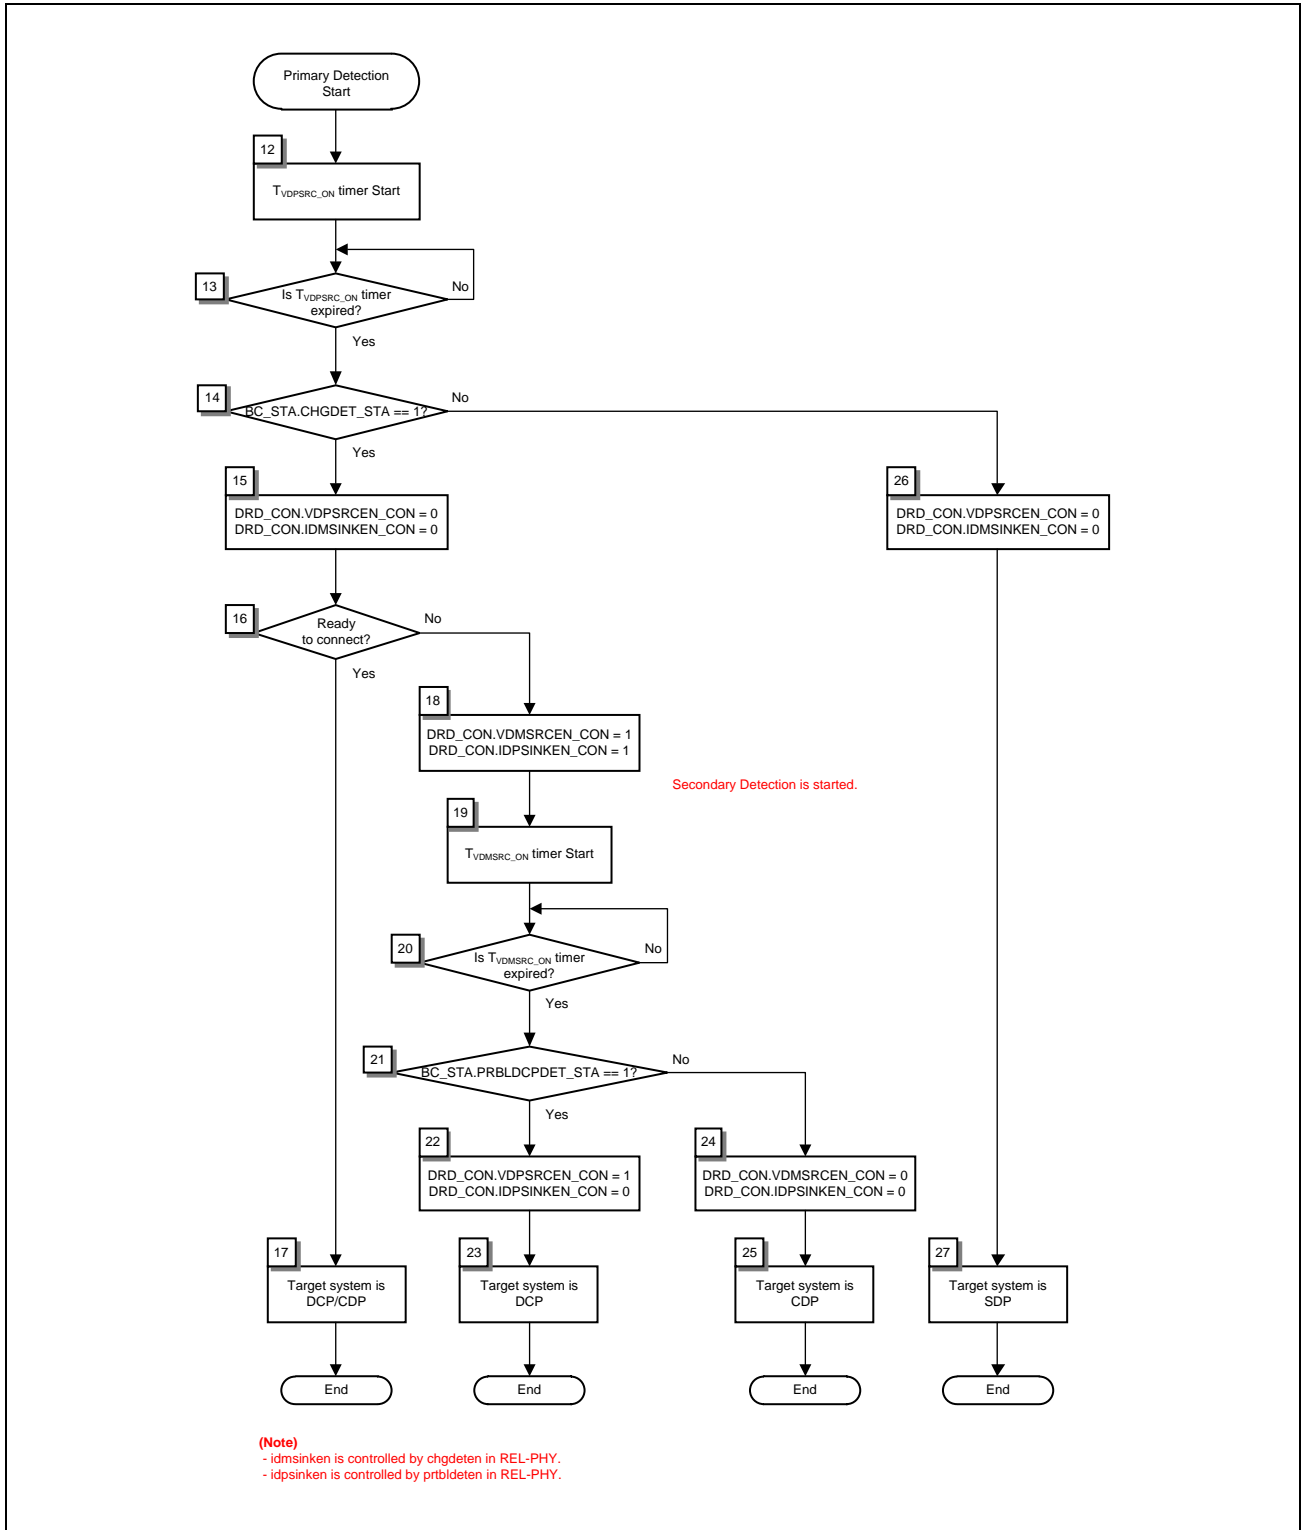 Primary Detection
Start
12
TVDPSRC_ON timer Start
13
Is TVDPSRC_ON timer
expired?
No
Yes
14
BC_STA.CHGDET_STA == 1?
No
Yes
15
DRD_CON.VDPSRCEN_CON = 0
DRD_CON.IDMSINKEN_CON = 0
26
DRD_CON.VDPSRCEN_CON = 0
DRD_CON.IDMSINKEN_CON = 0
16
Ready
to connect?
No
Yes
18
DRD_CON.VDMSRCEN_CON = 1
DRD_CON.IDPSINKEN_CON = 1
Secondary Detection is started.
19
TVDMSRC_ON timer Start
20
Is TVDMSRC_ON timer
expired?
No
Yes
21
BC_STA.PRBLDCPDET_STA == 1?
No
Yes
22
DRD_CON.VDPSRCEN_CON = 1
DRD_CON.IDPSINKEN_CON = 0
24
DRD_CON.VDMSRCEN_CON = 0
DRD_CON.IDPSINKEN_CON = 0
17
Target system is
DCP/CDP
23
Target system is
DCP
25
Target system is
CDP
27
Target system is
SDP
End
End
End
End
(Note)
- idmsinken is controlled by chgdeten in REL-PHY.
- idpsinken is controlled by prtbldeten in REL-PHY.